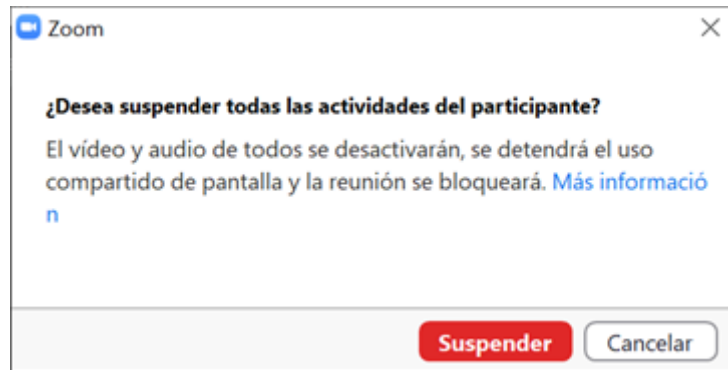 Zoom
¿Desea suspender todas las actividades del participante?
El vídeo y audio de todos se desactivarán, se detendrá el uso
compartido de pantalla y la reunión se bloqueará. Más informació
n
Suspender
Cancelar